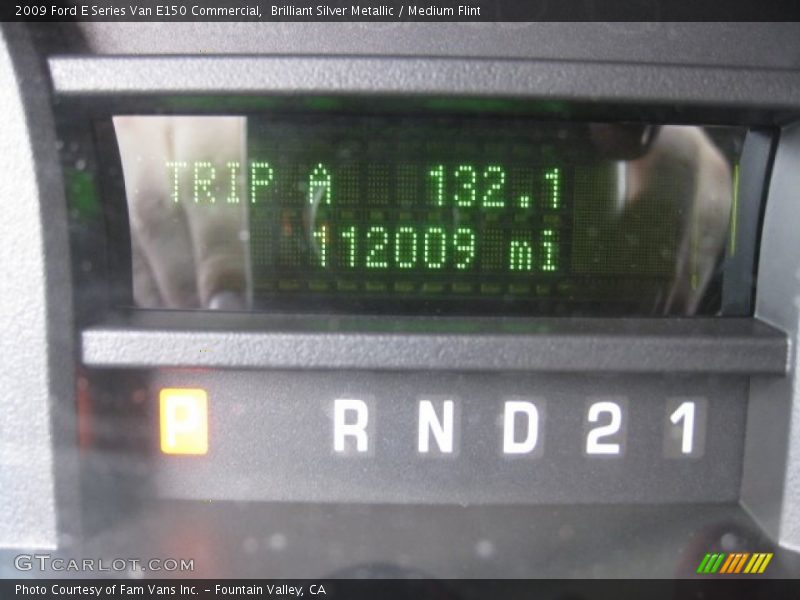 2009 Ford E Series Van E150 Commercial,  Brilliant Silver Metallic / Medium Flint
TRIP A 132.1
112009 mi
P R N D 2 1
GTCARLOT.COM
Photo Courtesy of Fam Vans Inc. – Fountain Valley, CA